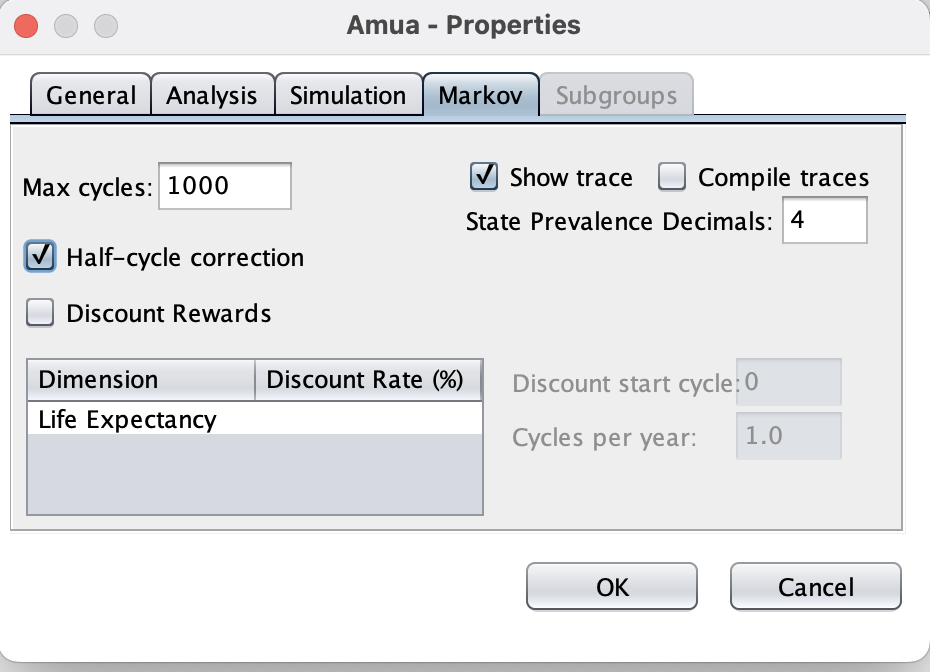 Amua - Properties
General Analysis Simulation Markov Subgroups
Max cycles: 1000
Show trace Compile traces
State Prevalence Decimals: 4
Half-cycle correction
Discount Rewards
Dimension Discount Rate (%)
Life Expectancy
Discount start cycle: 0
Cycles per year: 1.0
OK Cancel